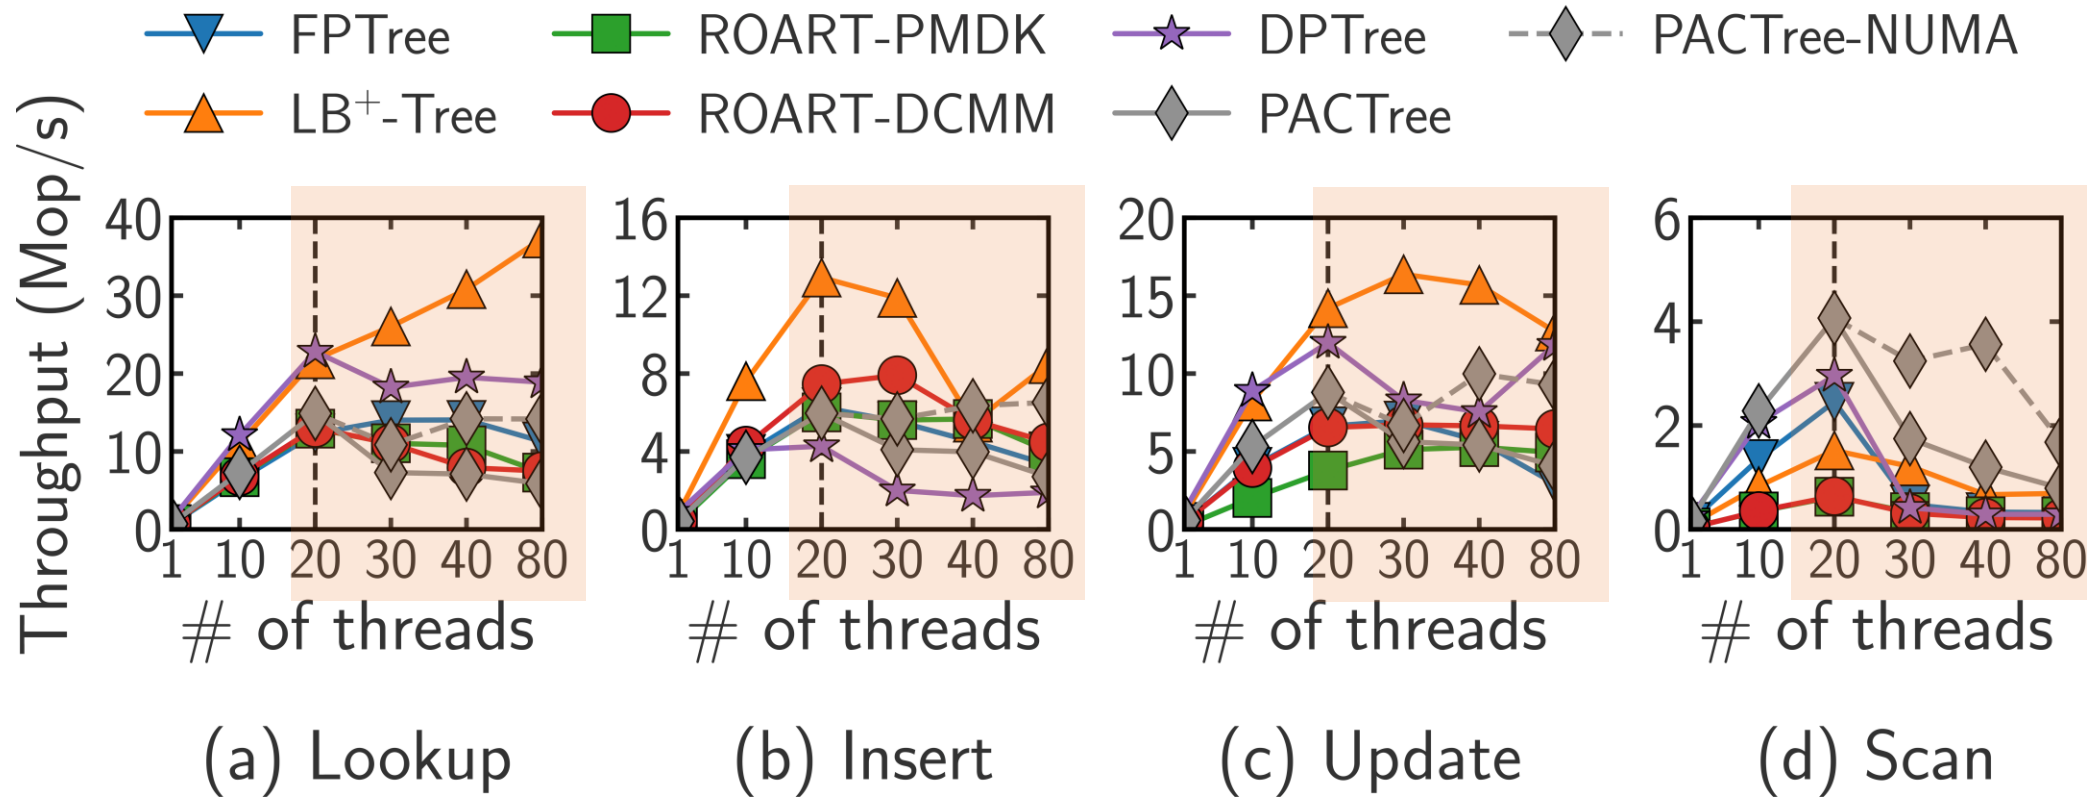 FPTree ROART-PMDK DPTree PACTree-NUMA
LB+-Tree ROART-DCMM PACTree
Throughput (Mop/s)
40
30
20
10
0
1 10 20 30 40 80
# of threads
(a) Lookup
16
12
8
4
0
1 10 20 30 40 80
# of threads
(b) Insert
20
15
10
5
0
1 10 20 30 40 80
# of threads
(c) Update
6
4
2
0
1 10 20 30 40 80
# of threads
(d) Scan